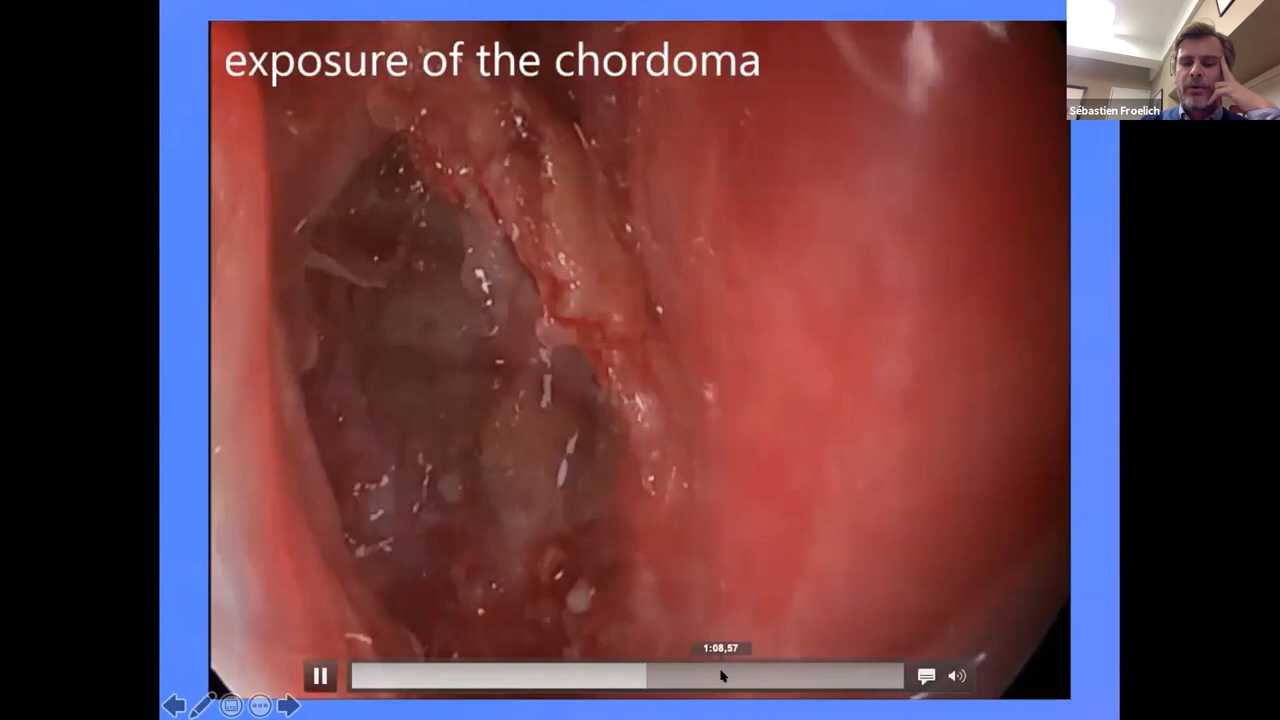 exposure of the chordoma
Sébastien Froelich
1:08,57